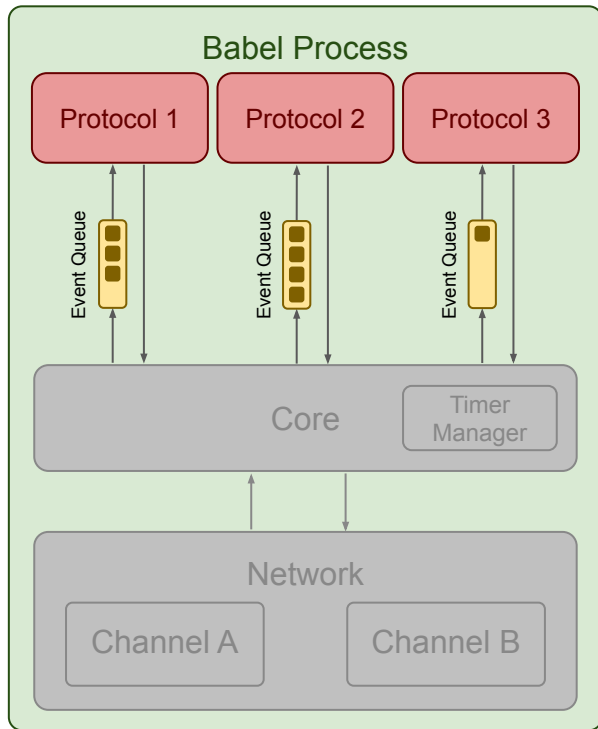 Babel Process
Protocol 1
Protocol 2
Protocol 3
Event Queue
Event Queue
Event Queue
Core
Timer
Manager
Network
Channel A
Channel B